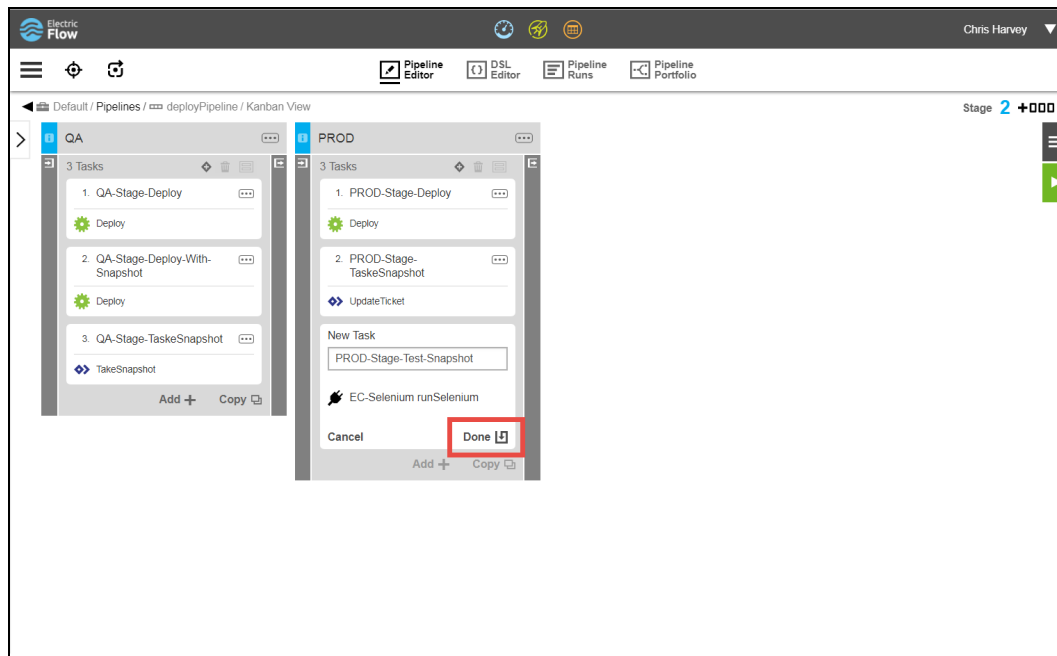 Electric
Flow
Chris Harvey
Pipeline
Editor
DSL
Editor
Pipeline
Runs
Pipeline
Portfolio
Default / Pipelines / deployPipeline / Kanban View
Stage 2
QA
3 Tasks
1. QA-Stage-Deploy
Deploy
2. QA-Stage-Deploy-With-
Snapshot
Deploy
3. QA-Stage-TaskeSnapshot
TakeSnapshot
Add
Copy
PROD
3 Tasks
1. PROD-Stage-Deploy
Deploy
2. PROD-Stage-
TaskeSnapshot
UpdateTicket
New Task
PROD-Stage-Test-Snapshot
EC-Selenium runSelenium
Cancel
Done
Add
Copy